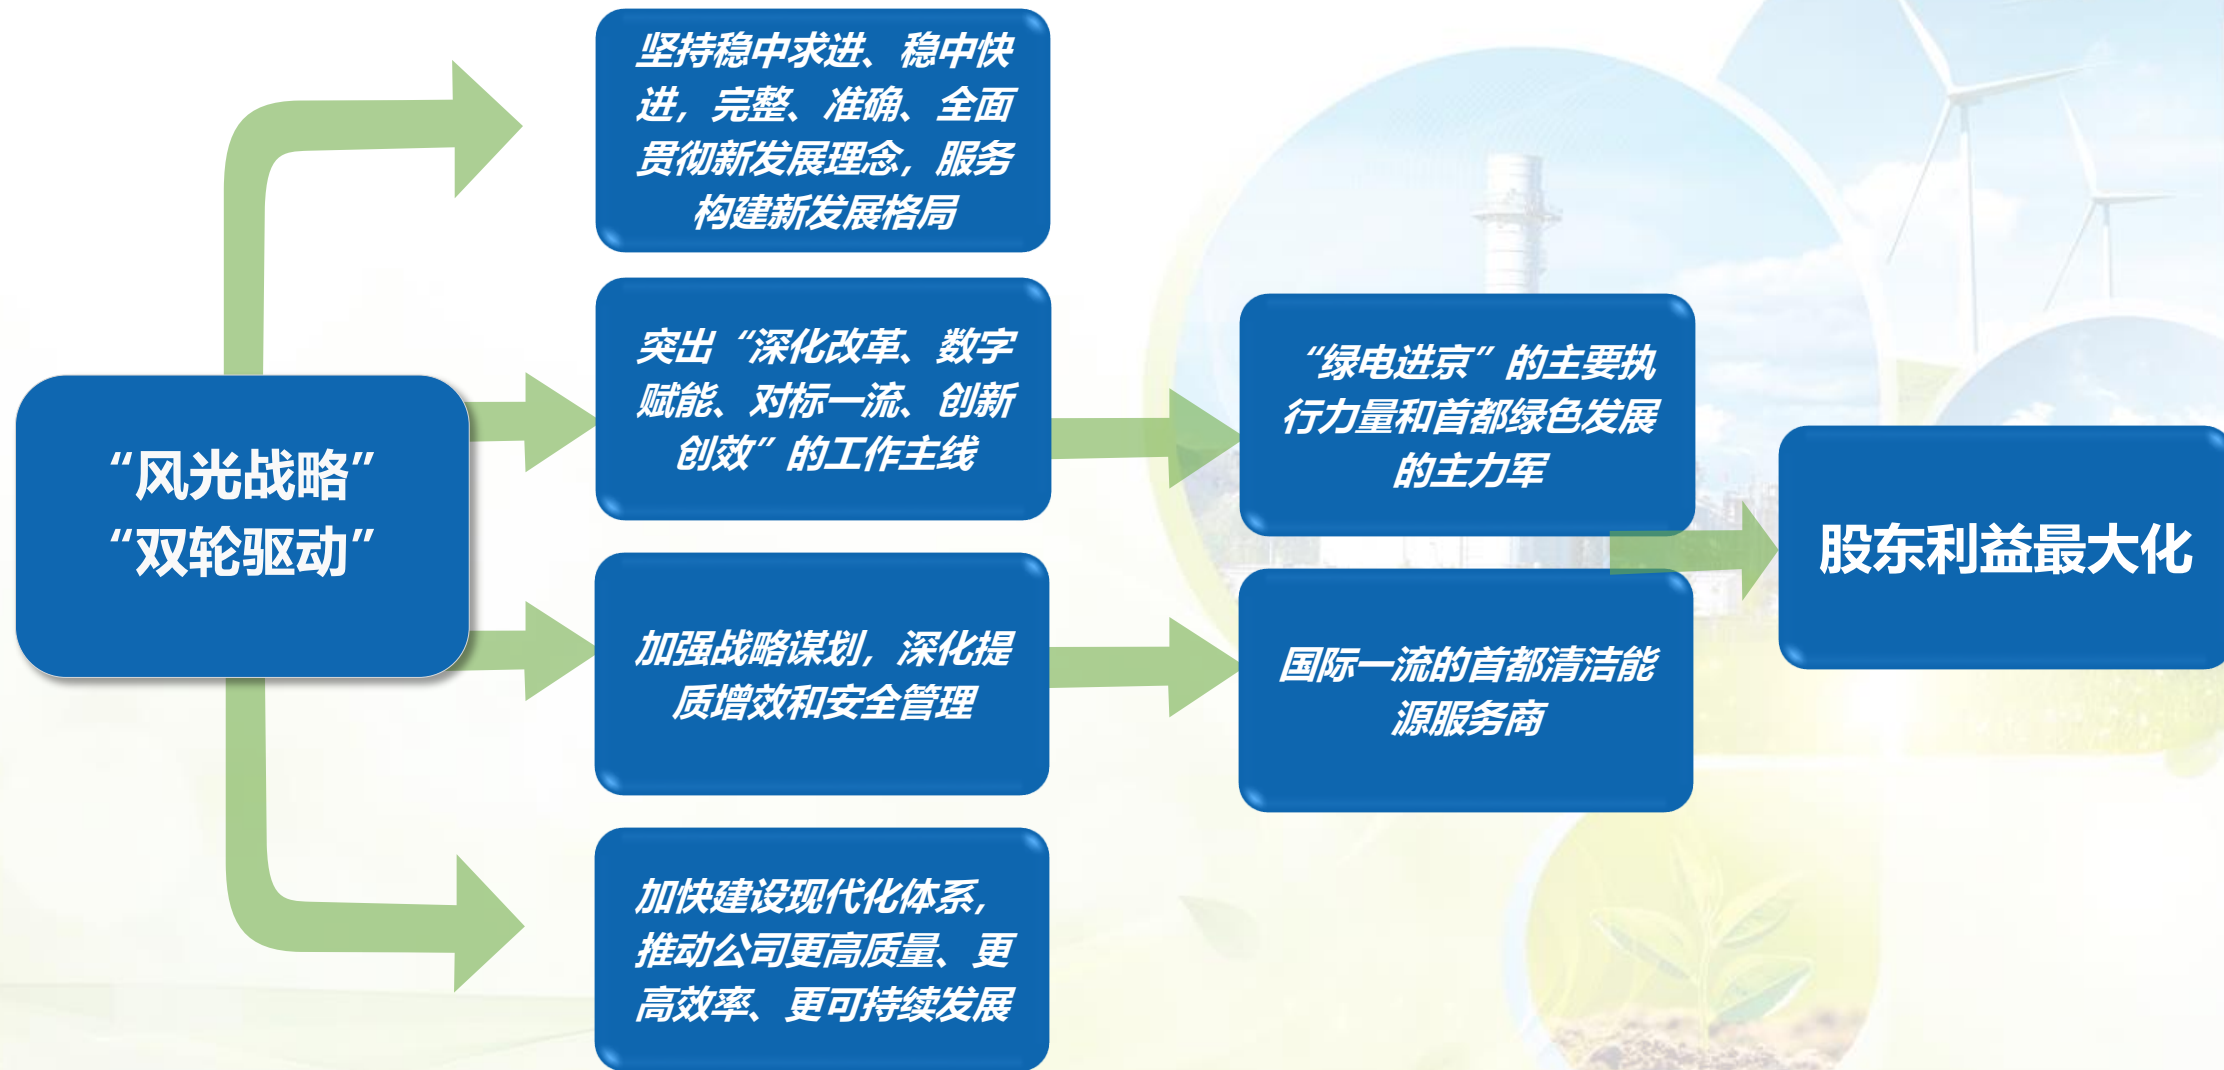 坚持稳中求进、稳中快
进，完整、准确、全面
贯彻新发展理念，服务
构建新发展格局
突出“深化改革、数字
赋能、对标一流、创新
创效”的工作主线
“风光战略”
“双轮驱动”
加强战略谋划，深化提
质增效和安全管理
加快建设现代化体系，
推动公司更高质量、更
高效率、更可持续发展
“绿电进京”的主要执
行力量和首都绿色发展
的主力军
国际一流的首都清洁能
源服务商
股东利益最大化